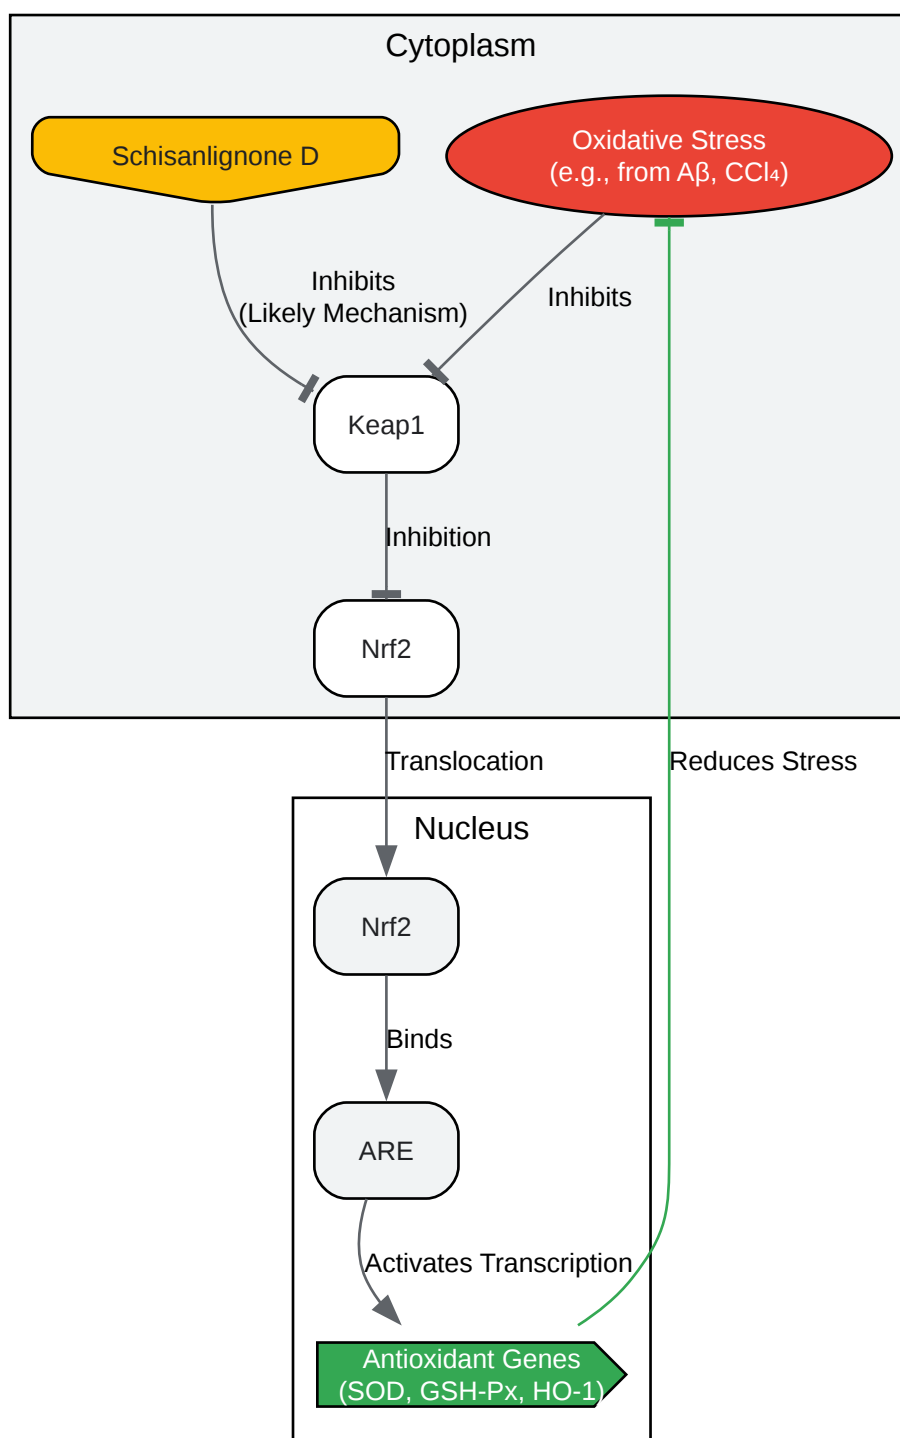 Cytoplasm
Schisanlignone D
Oxidative Stress
(e.g., from Aβ, CCl₄)
Inhibits
(Likely Mechanism)
Inhibits
Keap1
Inhibition
Nrf2
Translocation
Reduces Stress
Nucleus
Nrf2
Binds
ARE
Activates Transcription
Antioxidant Genes
(SOD, GSH-Px, HO-1)